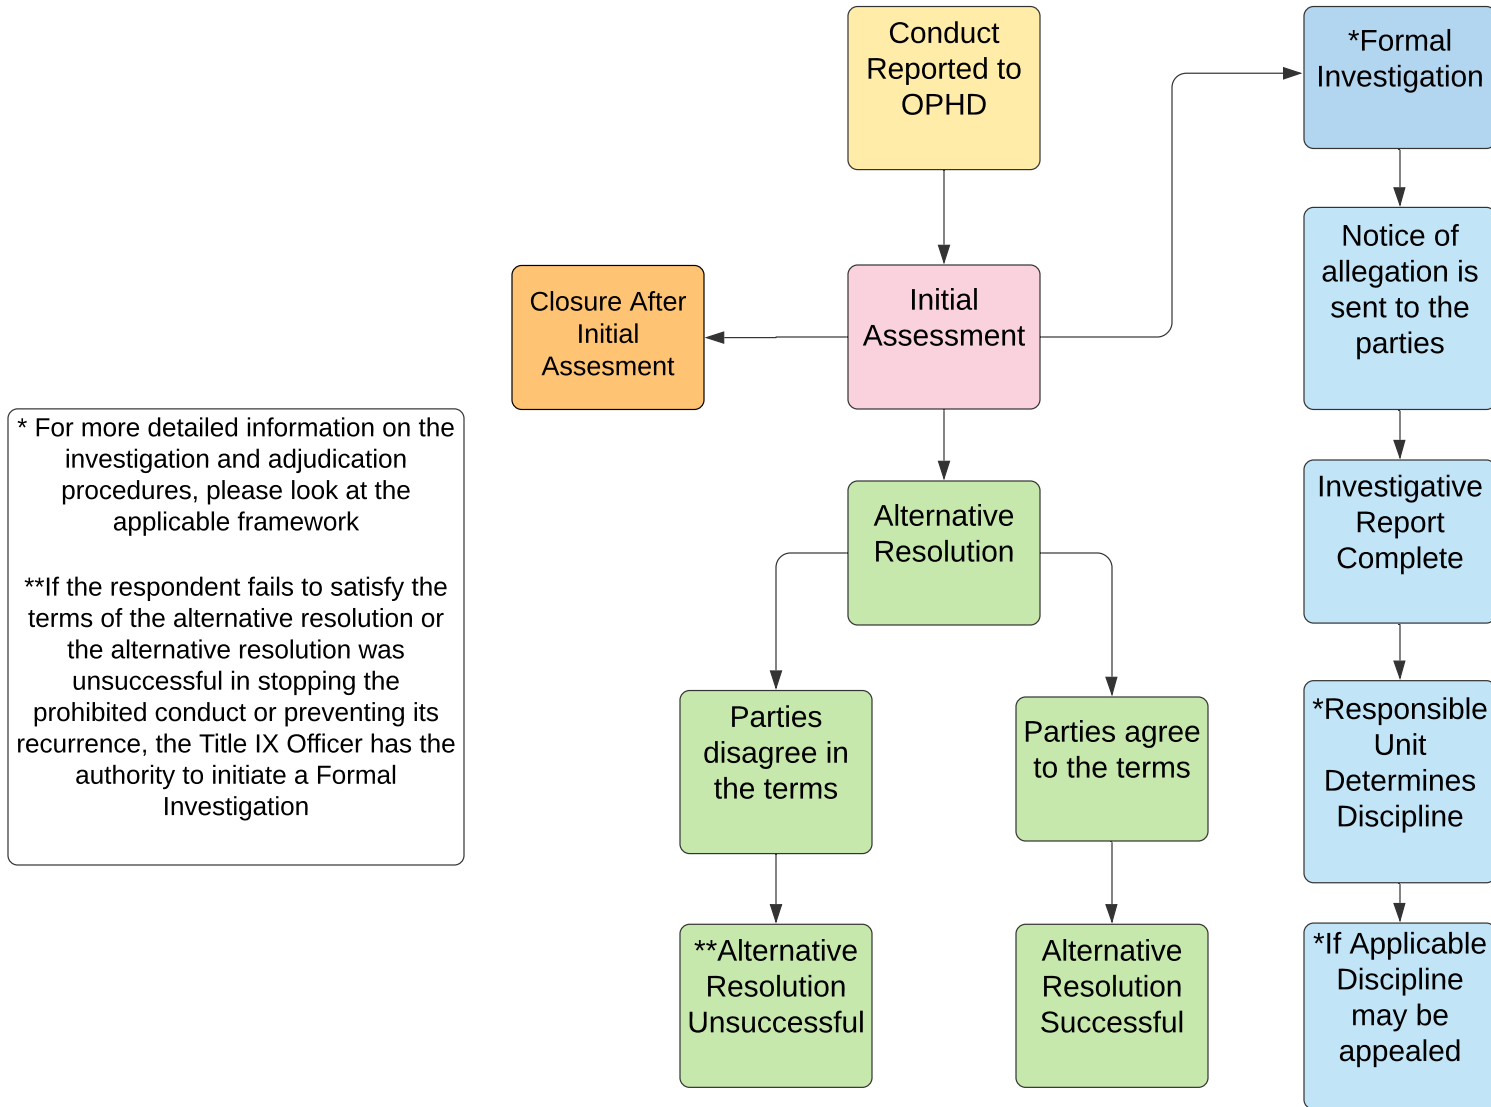 Conduct
Reported to
OPHD
*Formal
Investigation
Notice of
allegation is
sent to the
parties
Closure After
Initial
Assesment
Initial
Assessment
* For more detailed information on the
investigation and adjudication
procedures, please look at the
applicable framework
**If the respondent fails to satisfy the
terms of the alternative resolution or
the alternative resolution was
unsuccessful in stopping the
prohibited conduct or preventing its
recurrence, the Title IX Officer has the
authority to initiate a Formal
Investigation
Alternative
Resolution
Investigative
Report
Complete
Parties
disagree in
the terms
Parties agree
to the terms
*Responsible
Unit
Determines
Discipline
**Alternative
Resolution
Unsuccessful
Alternative
Resolution
Successful
*If Applicable
Discipline
may be
appealed